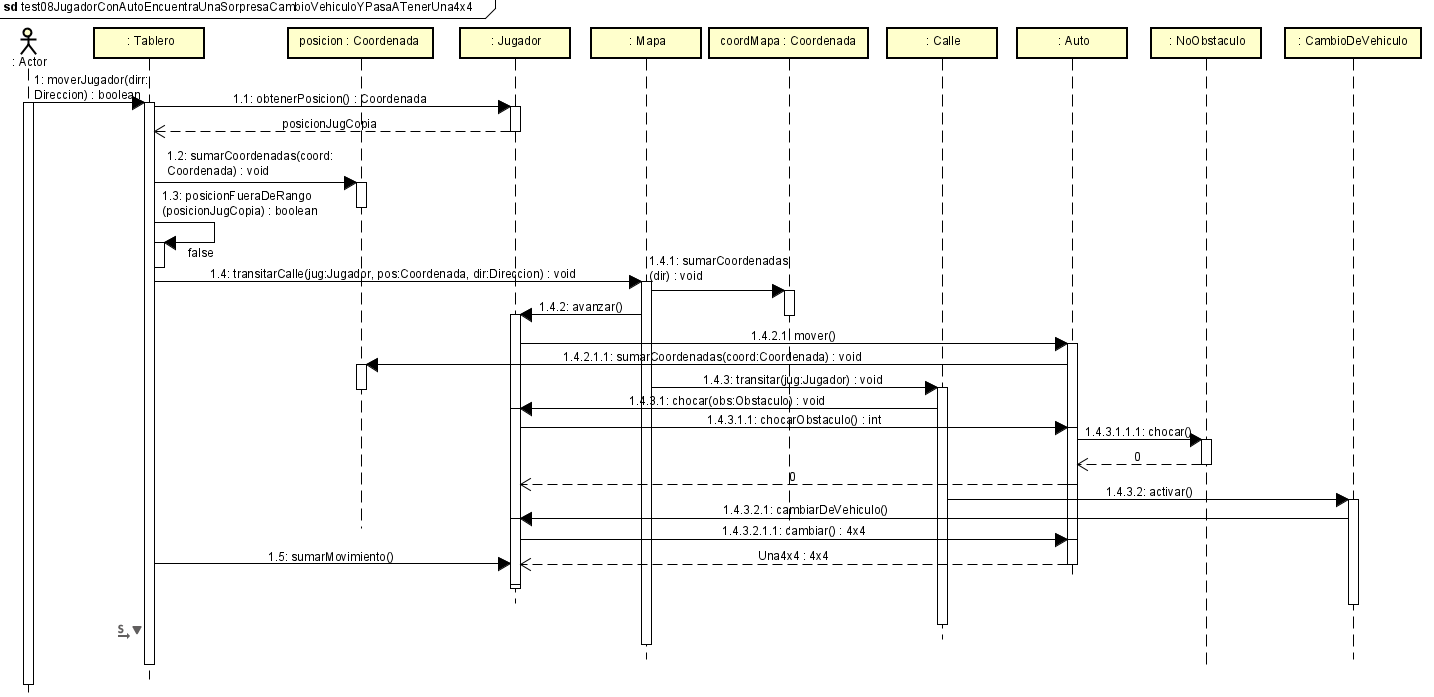 sd test08JugadorConAutoEncuentraUnaSorpresaCambioVehiculoYPasaATenerUna4x4
: Actor
: Tablero
posicion : Coordenada
: Jugador
: Mapa
coordMapa : Coordenada
: Calle
: Auto
: NoObstaculo
: CambioDeVehiculo
1: moverJugador(dirr:
Direccion) : boolean
1.1: obtenerPosicion() : Coordenada
posicionJugCopia
1.2: sumarCoordenadas(coord:
Coordenada) : void
1.3: posicionFueraDeRango
(posicionJugCopia) : boolean
false
1.4: transitarCalle(jug:Jugador, pos:Coordenada, dir:Direccion) : void
1.4.1: sumarCoordenadas
(dir) : void
1.4.2: avanzar()
1.4.2.1: mover()
1.4.2.1.1: sumarCoordenadas(coord:Coordenada) : void
1.4.3: transitar(jug:Jugador) : void
1.4.3.1: chocar(obs:Obstaculo) : void
1.4.3.1.1: chocarObstaculo() : int
1.4.3.1.1.1: chocar()
0
0
1.4.3.2: activar()
1.4.3.2.1: cambiarDeVehiculo()
1.4.3.2.1.1: cambiar() : 4x4
Una4x4 : 4x4
1.5: sumarMovimiento()
S